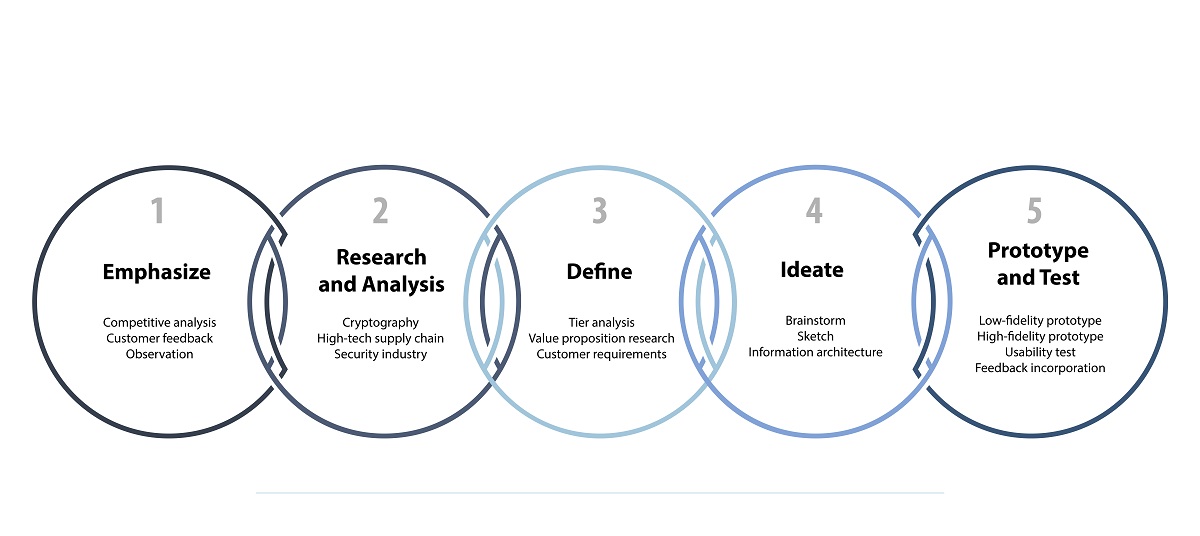 1
Emphasize
Competitive analysis
Customer feedback
Observation
2
Research
and Analysis
Cryptography
High-tech supply chain
Security industry
3
Define
Tier analysis
Value proposition research
Customer requirements
4
Ideate
Brainstorm
Sketch
Information architecture
5
Prototype
and Test
Low-fidelity prototype
High-fidelity prototype
Usability test
Feedback incorporation